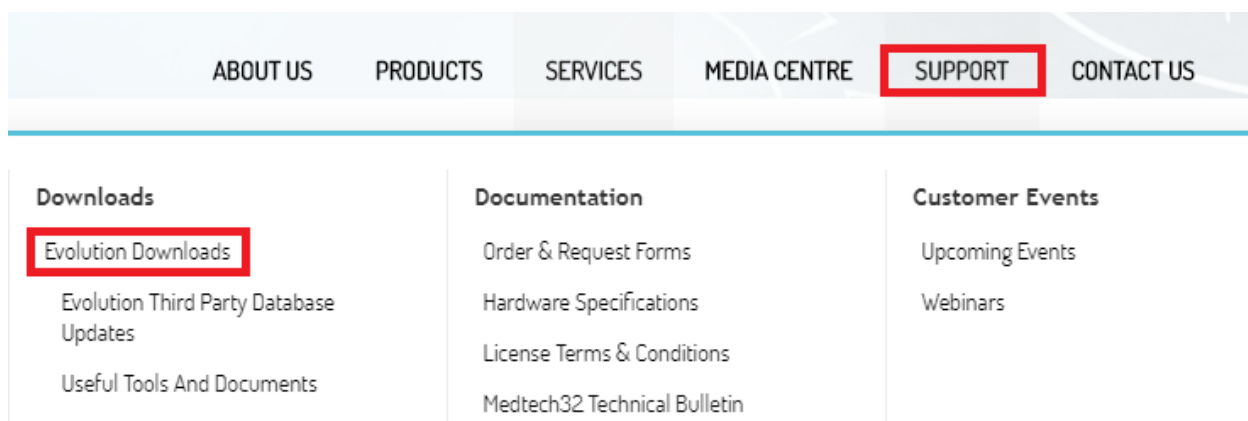 ABOUT US PRODUCTS SERVICES MEDIA CENTRE SUPPORT CONTACT US
Downloads
Evolution Downloads
Evolution Third Party Database
Updates
Useful Tools And Documents
Documentation
Order & Request Forms
Hardware Specifications
License Terms & Conditions
Medtech32 Technical Bulletin
Customer Events
Upcoming Events
Webinars